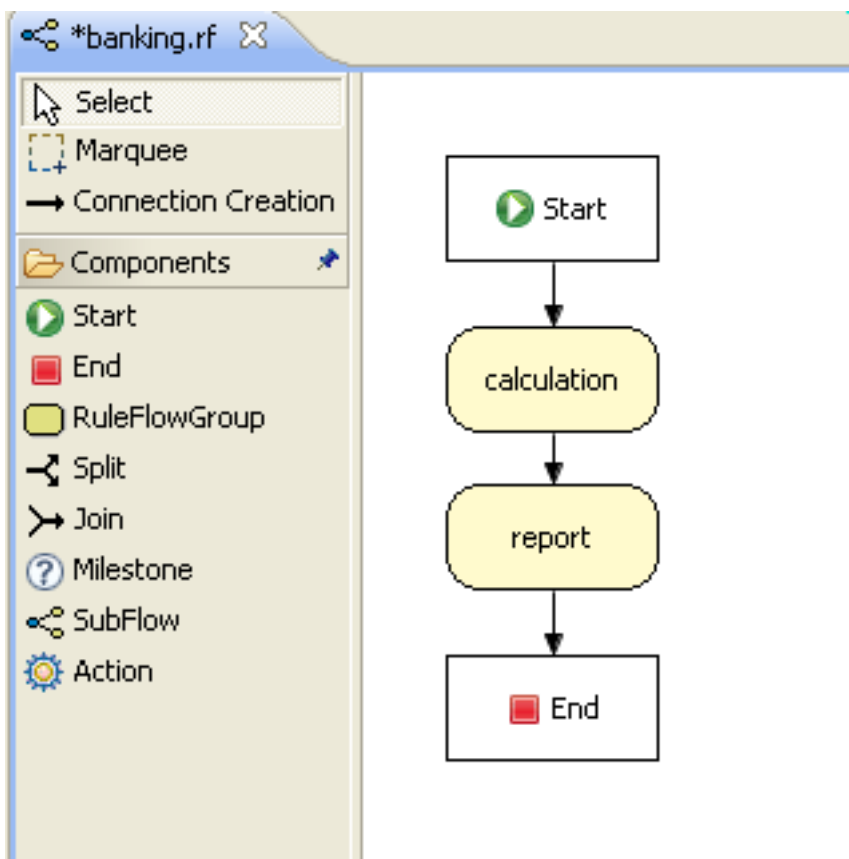 *banking.rf
Select
Marquee
Connection Creation
Components
Start
End
RuleFlowGroup
Split
Join
Milestone
SubFlow
Action
Start
calculation
report
End